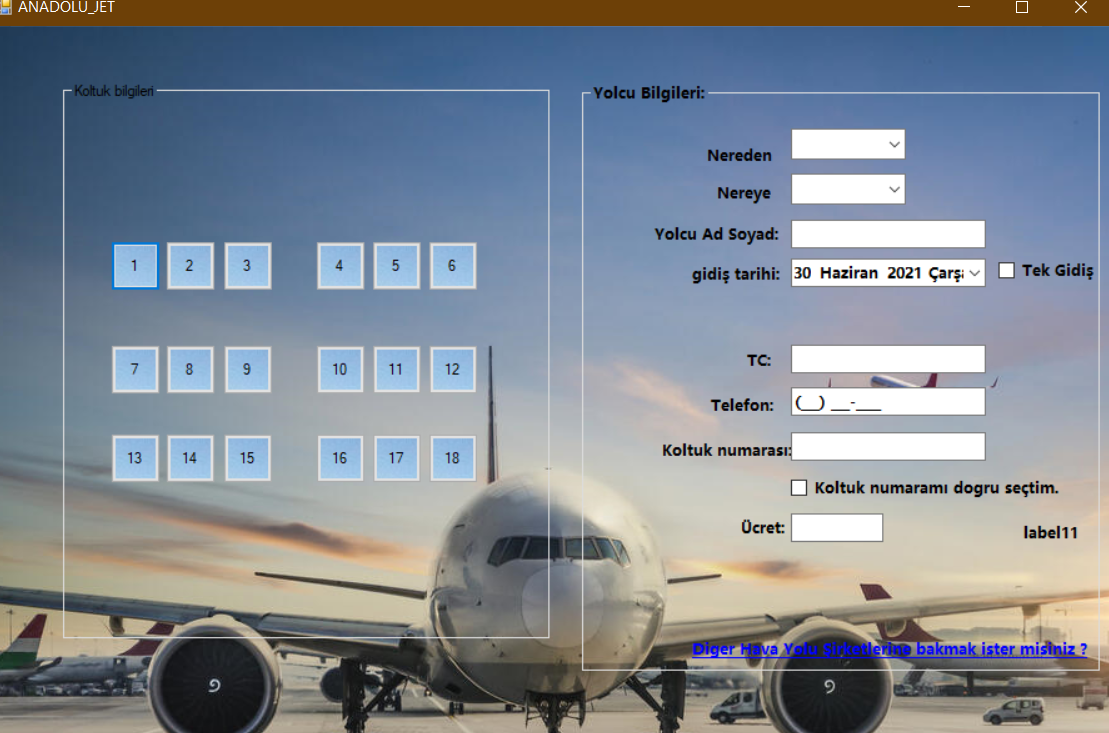 ANADOLU_JET
Koltuk bilgileri
1 2 3 4 5 6
7 8 9 10 11 12
13 14 15 16 17 18
Yolcu Bilgileri:
Nereden
Nereye
Yolcu Ad Soyad:
gidiş tarihi: 30 Haziran 2021 Çarşa Tek Gidiş
TC:
Telefon: (__) __-___
Koltuk numarası:
Koltuk numaramı dogru seçtim.
Ücret:
label11
Diger Hava Yolu Şirketlerine bakmak ister misiniz ?